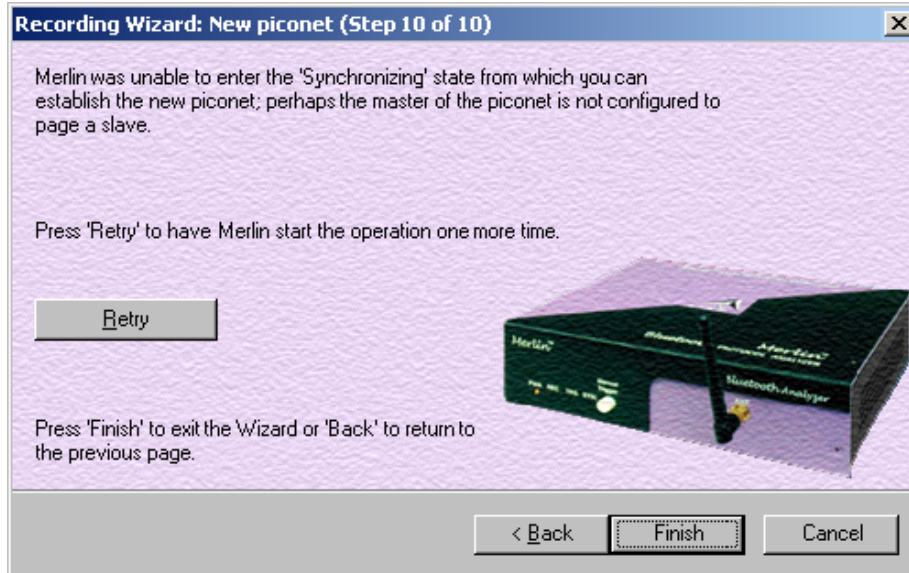 Recording Wizard: New piconet (Step 10 of 10)
Merlin was unable to enter the 'Synchronizing' state from which you can
establish the new piconet; perhaps the master of the piconet is not configured to
page a slave.
Press 'Retry' to have Merlin start the operation one more time.
Retry
Merlin™
Merlin™
Bluetooth Analyzer
Press 'Finish' to exit the Wizard or 'Back' to return to
the previous page.
< Back
Finish
Cancel